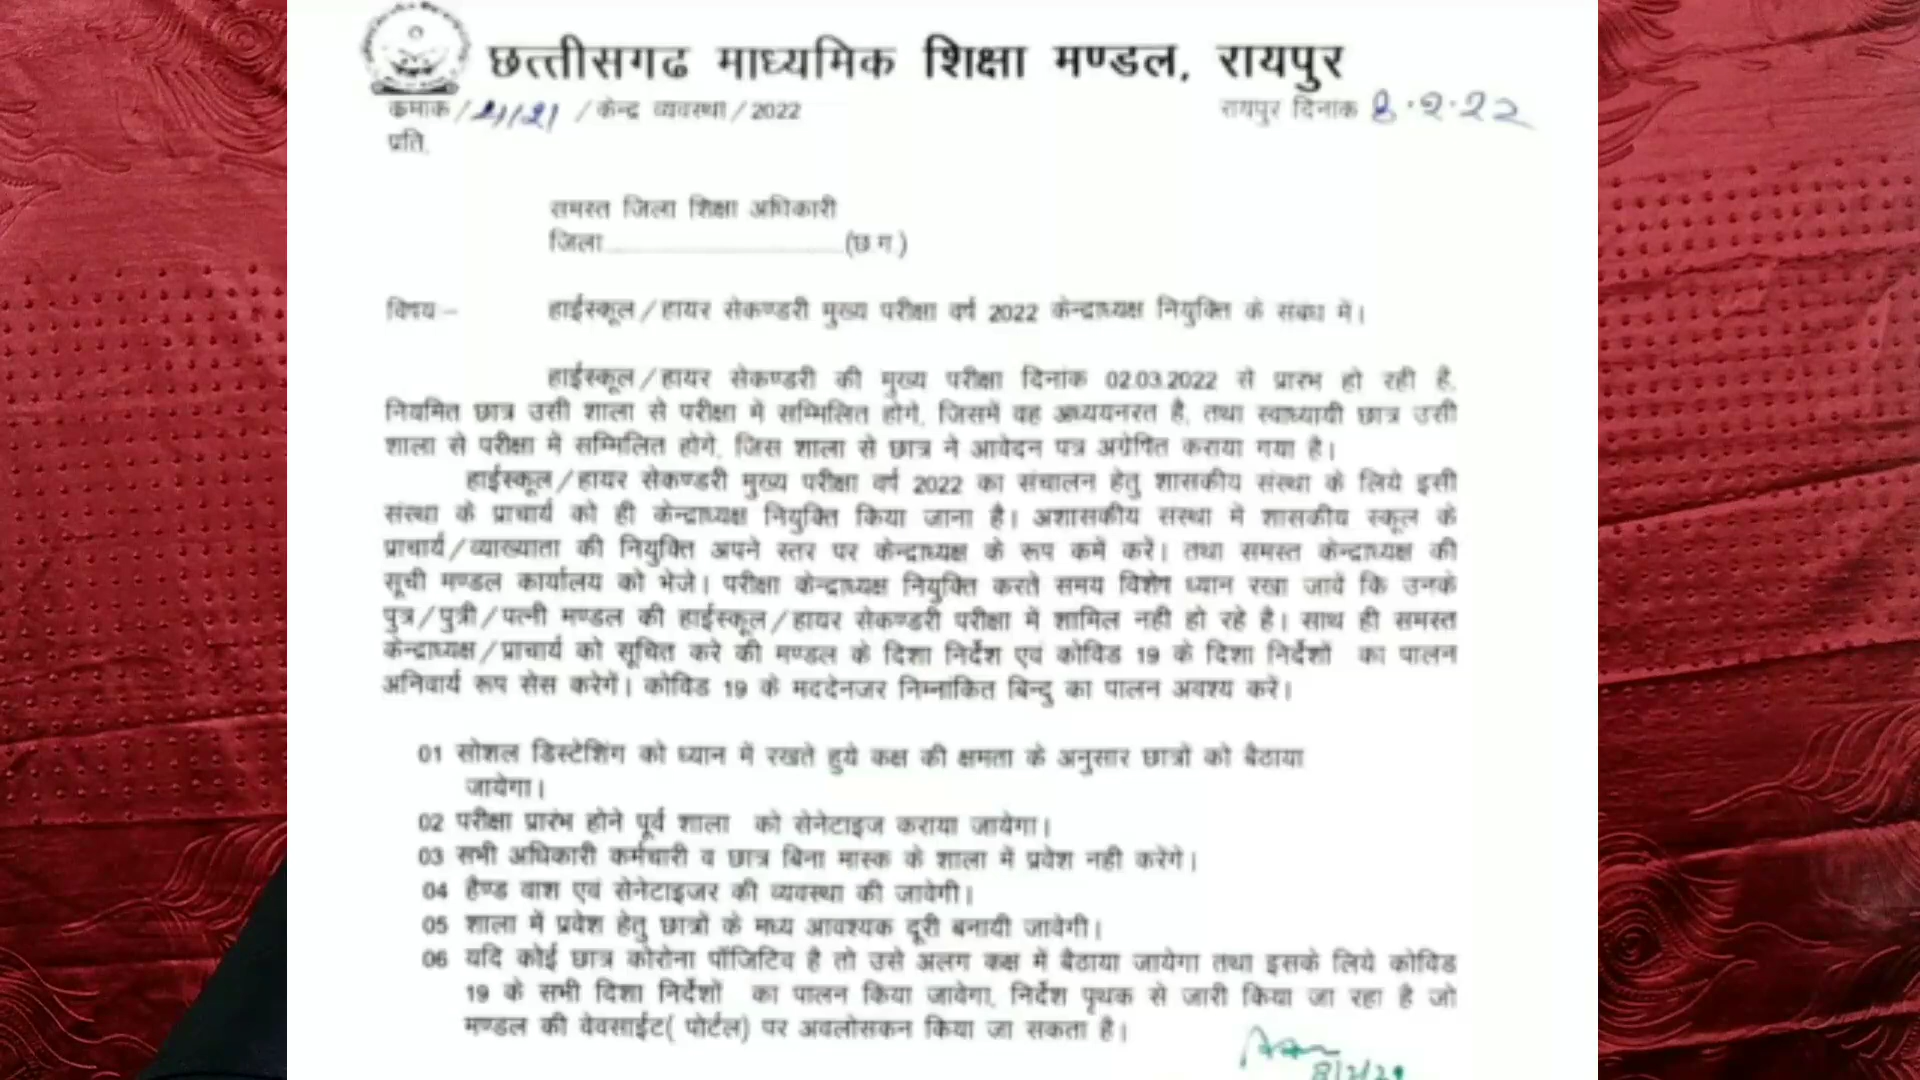 छत्तीसगढ माध्यमिक शिक्षा मण्डल, रायपुर
क्रमांक / / केन्द्र व्यवस्था / 2022 रायपुर दिनांक 8.2.22
प्रति,
समस्त जिला शिक्षा अधिकारी
जिला..............................(छ.ग.)
विषय:- हाईस्कूल/हायर सेकण्डरी मुख्य परीक्षा वर्ष 2022 केन्द्राध्यक्ष नियुक्ति के संबंध में।
हाईस्कूल/हायर सेकण्डरी की मुख्य परीक्षा दिनांक 02.03.2022 से प्रारंभ हो रही है,
नियमित छात्र उसी शाला से परीक्षा में सम्मिलित होगे, जिसमें वह अध्ययनरत है, तथा स्वाध्यायी छात्र उसी
शाला से परीक्षा में सम्मिलित होगे, जिस शाला से छात्र ने आवेदन पत्र अग्रेषित कराया गया है।
हाईस्कूल/हायर सेकण्डरी मुख्य परीक्षा वर्ष 2022 का संचालन हेतु शासकीय संस्था के लिये इसी
संस्था के प्राचार्य को ही केन्द्राध्यक्ष नियुक्ति किया जाना है। अशासकीय संस्था में शासकीय स्कूल के
प्राचार्य/व्याख्याता की नियुक्ति अपने स्तर पर केन्द्राध्यक्ष के रूप कमें करें। तथा समस्त केन्द्राध्यक्ष की
सूची मण्डल कार्यालय को भेजे। परीक्षा केन्द्राध्यक्ष नियुक्ति करते समय विशेष ध्यान रखा जावें कि उनके
पुत्र/पुत्री/पत्नी मण्डल की हाईस्कूल/हायर सेकण्डरी परीक्षा में शामिल नही हो रहे है। साथ ही समस्त
केन्द्राध्यक्ष/प्राचार्य को सूचित करे की मण्डल के दिशा निर्देश एवं कोविड 19 के दिशा निर्देशों का पालन
अनिवार्य रूप सेस करेगें। कोविड 19 के मददेनजर निम्नांकित बिन्दु का पालन अवश्य करें।
01 सोशल डिस्टेशिंग को ध्यान में रखते हुये कक्ष की क्षमता के अनुसार छात्रों को बैठाया
जायेगा।
02 परीक्षा प्रारंभ होने पूर्व शाला को सेनेटाइज कराया जायेगा।
03 सभी अधिकारी कर्मचारी व छात्र बिना मास्क के शाला में प्रवेश नही करेगे।
04 हैण्ड वाश एवं सेनेटाइजर की व्यवस्था की जावेगी।
05 शाला में प्रवेश हेतु छात्रों के मध्य आवश्यक दूरी बनायी जावेगी।
06 यदि कोई छात्र कोरोना पॉजिटिव है तो उसे अलग कक्ष में बैठाया जायेगा तथा इसके लिये कोविड
19 के सभी दिशा निर्देशों का पालन किया जावेगा, निर्देश पृथक से जारी किया जा रहा है जो
मण्डल की वेवसाईट( पोर्टल) पर अवलोसकन किया जा सकता है।